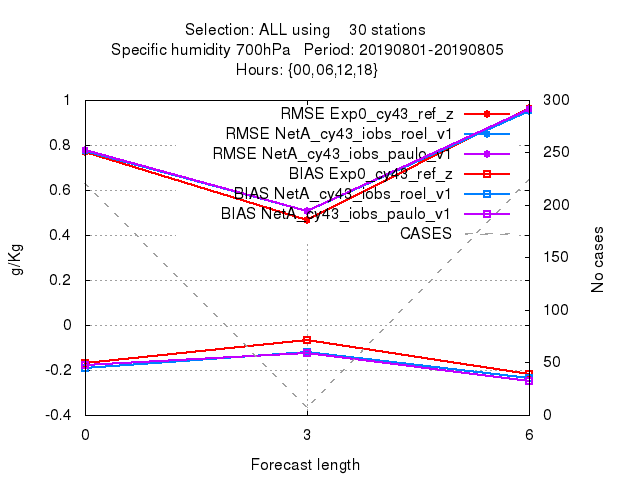 Selection: ALL using    30 stations
Specific humidity 700hPa   Period: 20190801-20190805
Hours: {00,06,12,18}
1 300
RMSE Exp0_cy43_ref_z
RMSE NetA_cy43_iobs_roel_v1
0.8 250
RMSE NetA_cy43_iobs_paulo_v1
BIAS Exp0_cy43_ref_z
0.6
BIAS NetA_cy43_iobs_roel_v1
200
BIAS NetA_cy43_iobs_paulo_v1
0.4 CASES
g/Kg
150
No cases
0.2
100
0
50
-0.2
-0.4 0
0 3 6
Forecast length